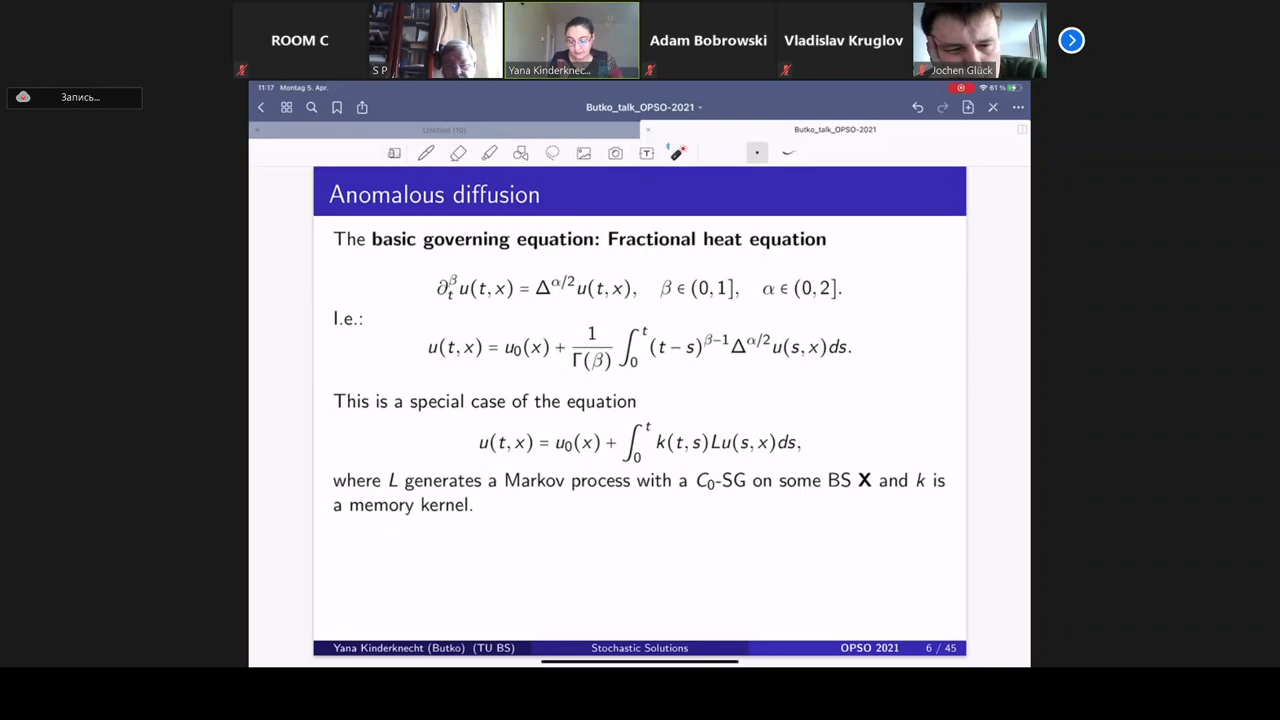 ROOM C
S P
Yana Kinderknec...
Adam Bobrowski
Vladislav Kruglov
Jochen Glück
Запись...
11:17 Montag 5. Apr.
61 %
Butko_talk_OPSO-2021
Untitled (10)
Butko_talk_OPSO-2021
Anomalous diffusion
The basic governing equation: Fractional heat equation
∂_t^β u(t, x) = Δ^{α/2} u(t, x), β ∈ (0, 1], α ∈ (0, 2].
I.e.:
u(t, x) = u₀(x) + 1/Γ(β) ∫₀^t (t − s)^{β−1} Δ^{α/2} u(s, x)ds.
This is a special case of the equation
u(t, x) = u₀(x) + ∫₀^t k(t, s)Lu(s, x)ds,
where L generates a Markov process with a C₀-SG on some BS X and k is
a memory kernel.
Yana Kinderknecht (Butko) (TU BS) Stochastic Solutions OPSO 2021 6 / 45